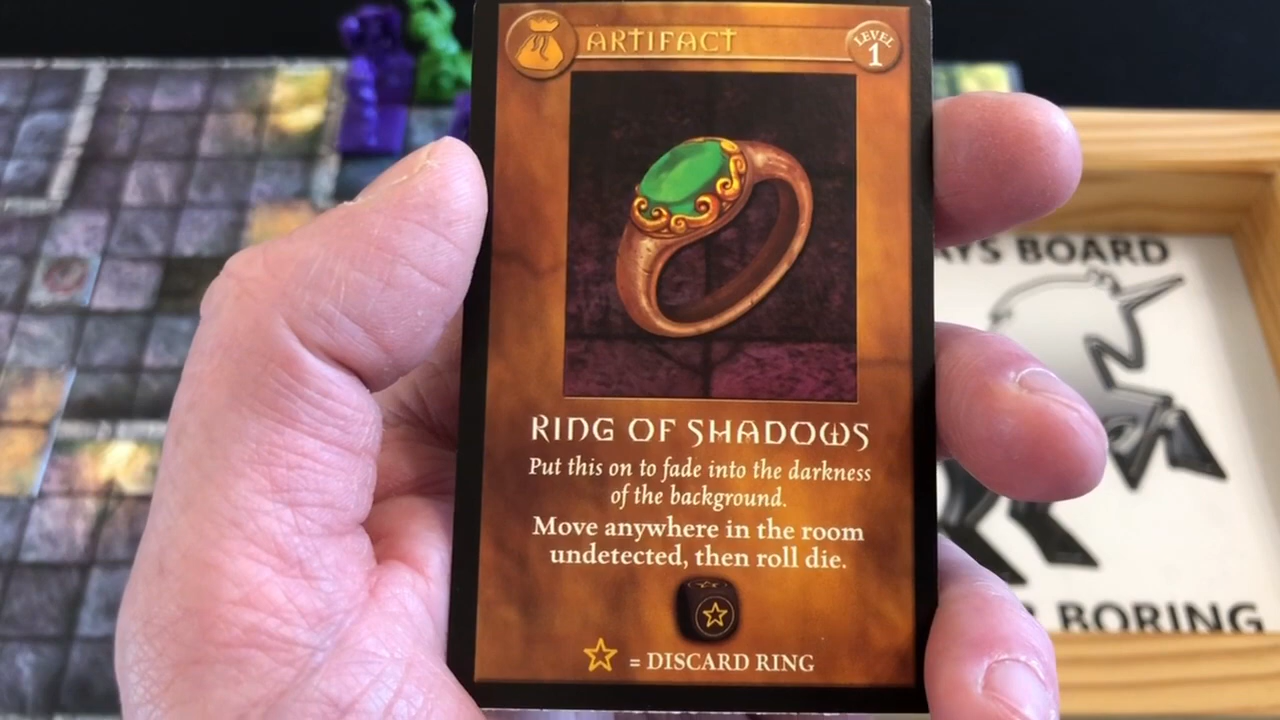 ARTIFACT
LEVEL
1
RING OF SHADOWS
Put this on to fade into the darkness
of the background.
Move anywhere in the room
undetected, then roll die.
= DISCARD RING
BOARD
BORING